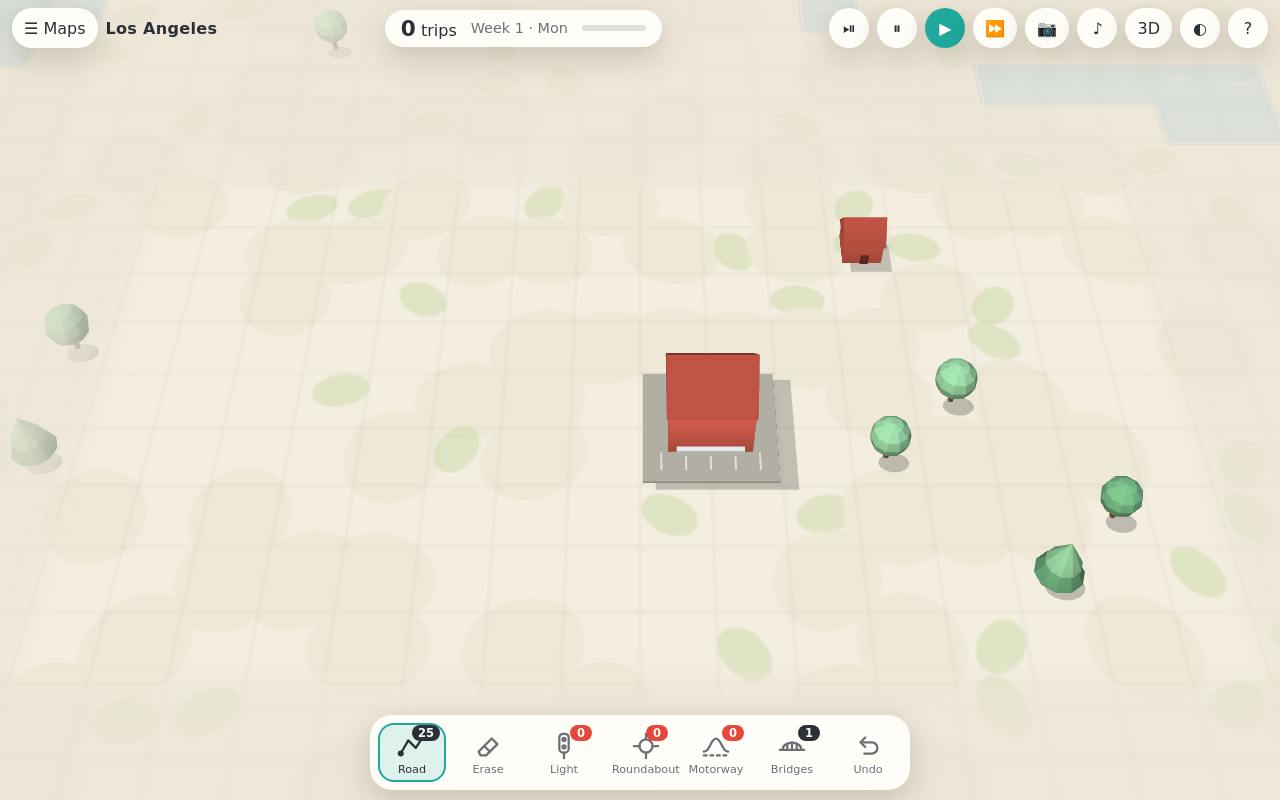 ☰ Maps
Los Angeles
0 trips
Week 1 · Mon
3D
?
25
Road
Erase
0
Light
0
Roundabout
0
Motorway
1
Bridges
Undo